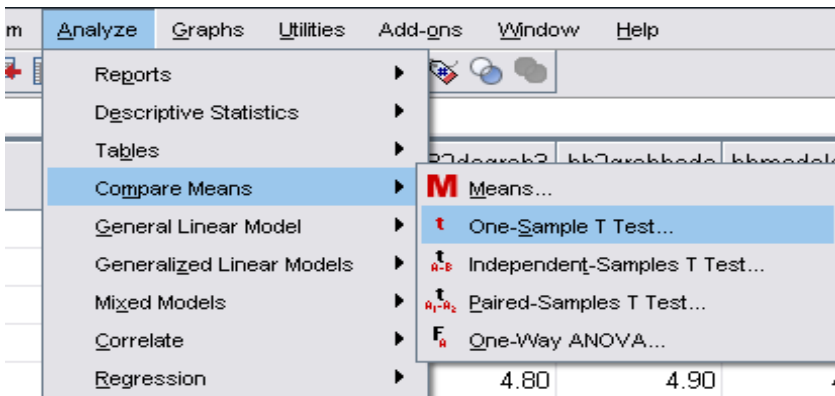 m Analyze Graphs Utilities Add-ons Window Help
Reports
Descriptive Statistics
Tables
Compare Means
General Linear Model
Generalized Linear Models
Mixed Models
Correlate
Regression
M Means...
t One-Sample T Test...
t A-B Independent-Samples T Test...
t A1-A2 Paired-Samples T Test...
F A One-Way ANOVA...
4.80 4.90